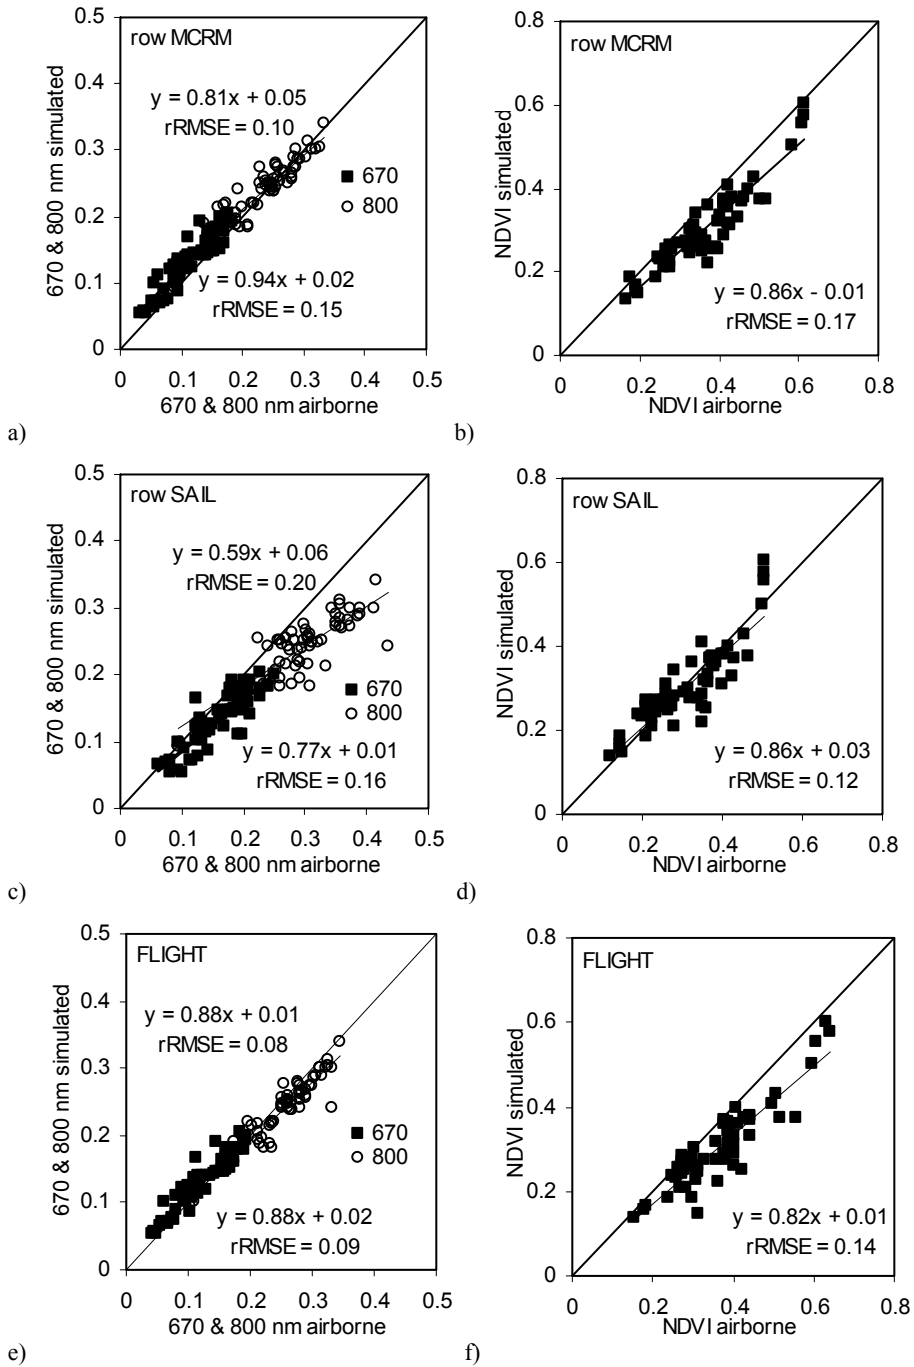 row MCRM
y = 0.81x + 0.05
rRMSE = 0.10
670
800
y = 0.94x + 0.02
rRMSE = 0.15
0.5
0.4
0.3
0.2
0.1
0
0 0.1 0.2 0.3 0.4 0.5
670 & 800 nm simulated
670 & 800 nm airborne
a)
row MCRM
y = 0.86x - 0.01
rRMSE = 0.17
0.8
0.6
0.4
0.2
0
0 0.2 0.4 0.6 0.8
NDVI simulated
NDVI airborne
b)
row SAIL
y = 0.59x + 0.06
rRMSE = 0.20
670
800
y = 0.77x + 0.01
rRMSE = 0.16
0.5
0.4
0.3
0.2
0.1
0
0 0.1 0.2 0.3 0.4 0.5
670 & 800 nm simulated
670 & 800 nm airborne
c)
row SAIL
y = 0.86x + 0.03
rRMSE = 0.12
0.8
0.6
0.4
0.2
0
0 0.2 0.4 0.6 0.8
NDVI simulated
NDVI airborne
d)
FLIGHT
y = 0.88x + 0.01
rRMSE = 0.08
670
800
y = 0.88x + 0.02
rRMSE = 0.09
0.5
0.4
0.3
0.2
0.1
0
0 0.1 0.2 0.3 0.4 0.5
670 & 800 nm simulated
670 & 800 nm airborne
e)
FLIGHT
y = 0.82x + 0.01
rRMSE = 0.14
0.8
0.6
0.4
0.2
0
0 0.2 0.4 0.6 0.8
NDVI simulated
NDVI airborne
f)